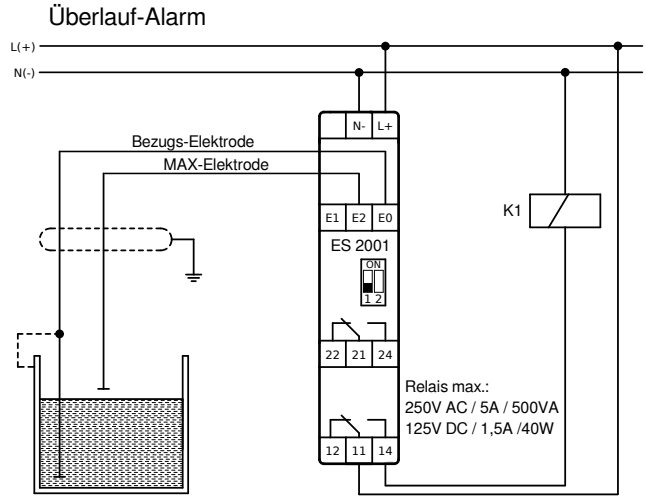 Überlauf-Alarm
L(+)
N(-)
N- L+
Bezugs-Elektrode
MAX-Elektrode
E1 E2 E0
K1
ES 2001
ON
1 2
22 21 24
Relais max.:
250V AC / 5A / 500VA
125V DC / 1,5A /40W
12 11 14